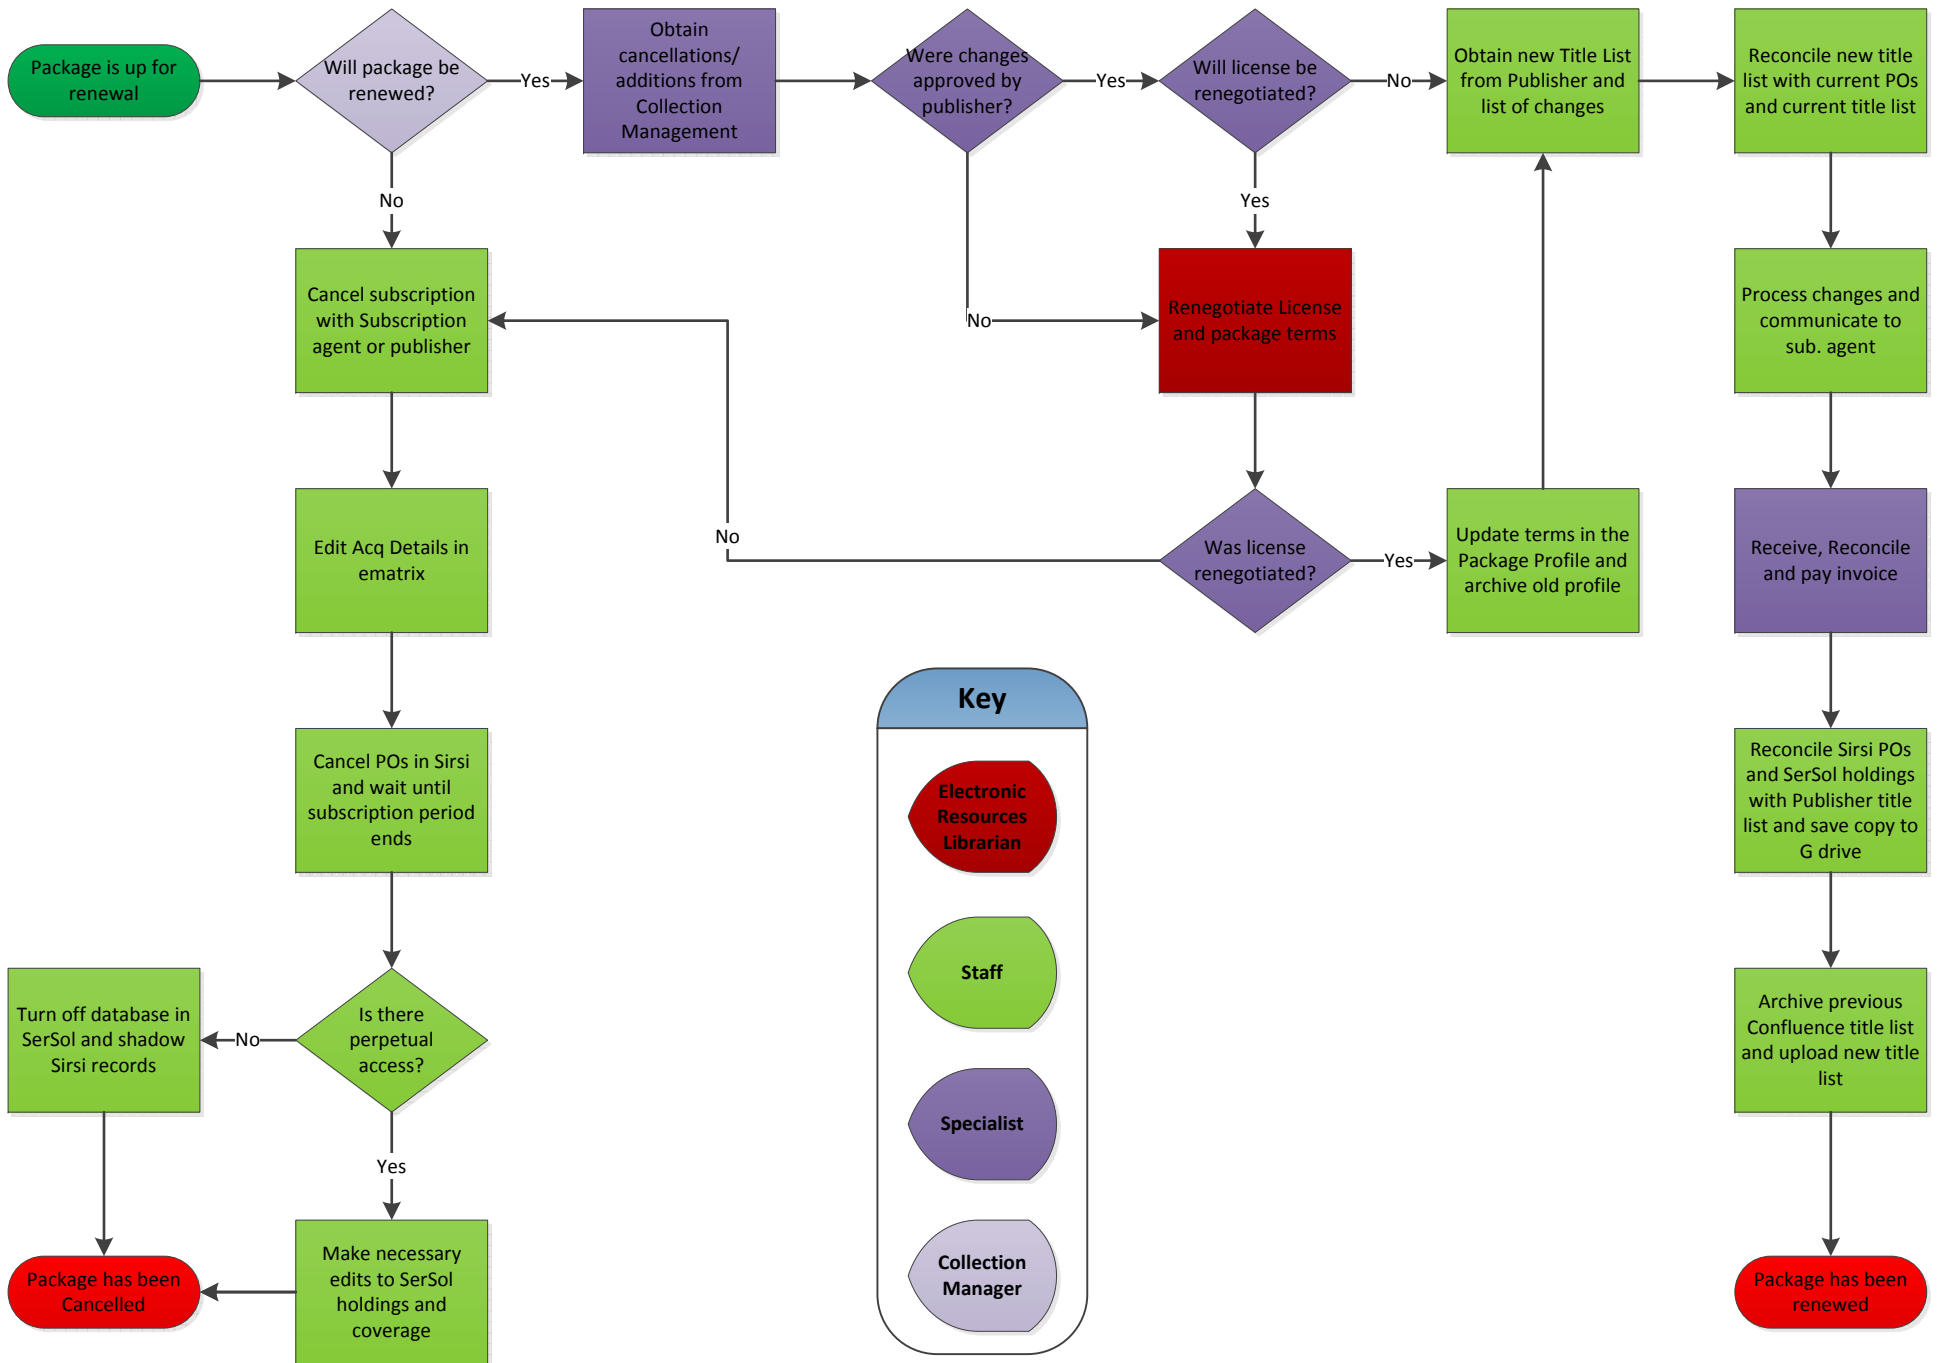 Package is up for
renewal
Will package be
renewed?
Yes
Obtain
cancellations/
additions from
Collection
Management
Were changes
approved by
publisher?
Yes
Will license be
renegotiated?
No
Obtain new Title List
from Publisher and
list of changes
Reconcile new title
list with current POs
and current title list
No
Yes
Cancel subscription
with Subscription
agent or publisher
No
Renegotiate License
and package terms
Process changes and
communicate to
sub. agent
Edit Acq Details in
ematrix
No
Was license
renegotiated?
Yes
Update terms in the
Package Profile and
archive old profile
Receive, Reconcile
and pay invoice
Cancel POs in Sirsi
and wait until
subscription period
ends
Key
Electronic
Resources
Librarian
Staff
Specialist
Collection
Manager
Reconcile Sirsi POs
and SerSol holdings
with Publisher title
list and save copy to
G drive
Turn off database in
SerSol and shadow
Sirsi records
No
Is there
perpetual
access?
Archive previous
Confluence title list
and upload new title
list
Yes
Package has been
Cancelled
Make necessary
edits to SerSol
holdings and
coverage
Package has been
renewed